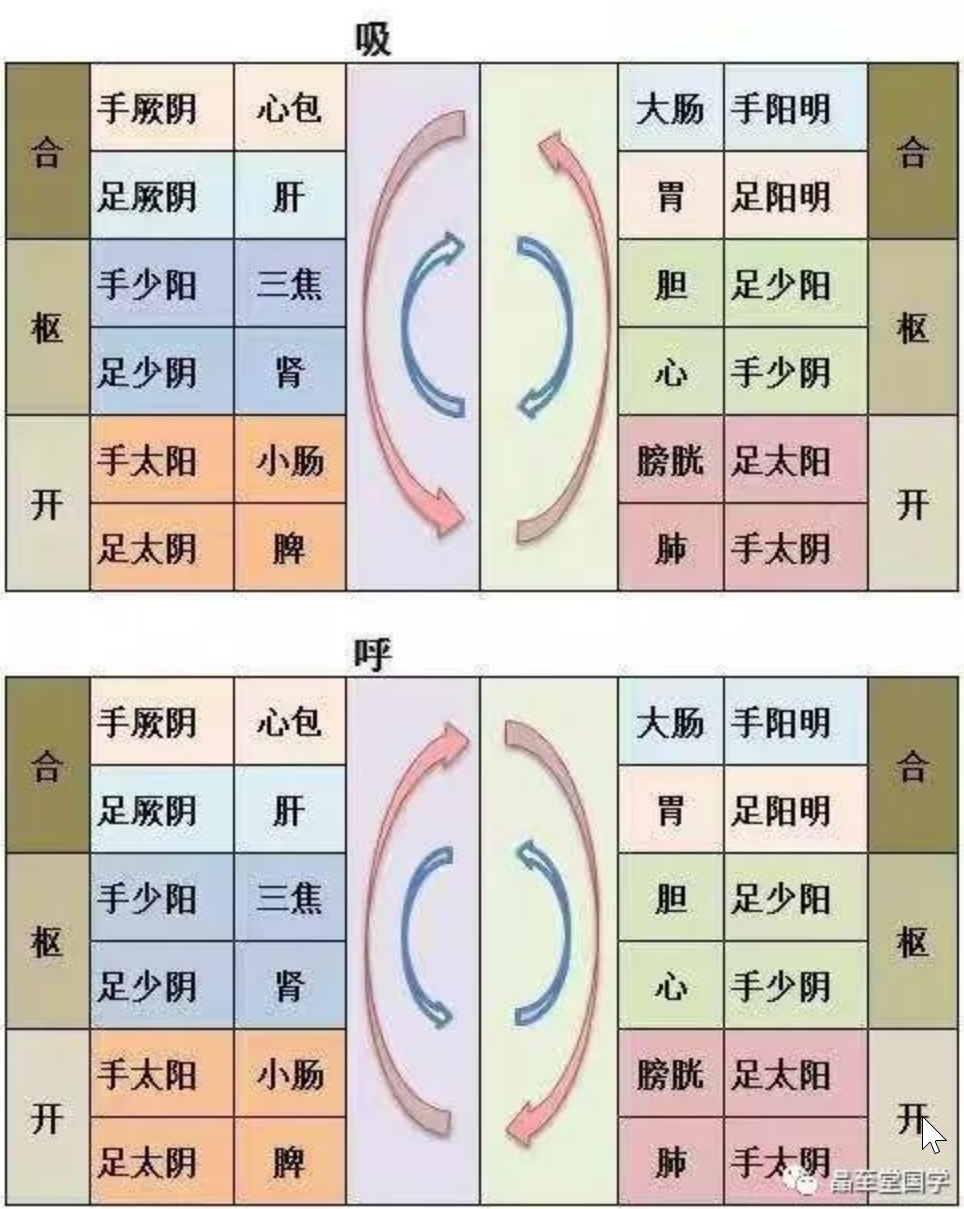 吸
合 手厥阴 心包 大肠 手阳明 合
足厥阴 肝 胃 足阳明
枢 手少阳 三焦 胆 足少阳 枢
足少阴 肾 心 手少阴
开 手太阳 小肠 膀胱 足太阳 开
足太阴 脾 肺 手太阴
呼
合 手厥阴 心包 大肠 手阳明 合
足厥阴 肝 胃 足阳明
枢 手少阳 三焦 胆 足少阳 枢
足少阴 肾 心 手少阴
开 手太阳 小肠 膀胱 足太阳 开
足太阴 脾 肺 手太阴
晶至堂国学